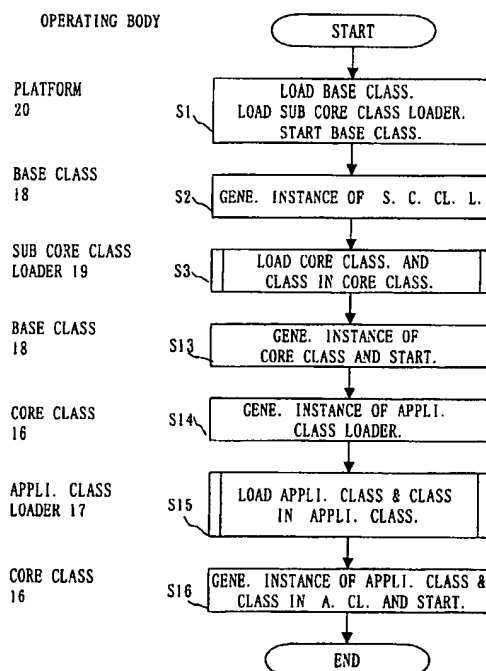 OPERATING BODY
START
PLATFORM
20
S1
LOAD BASE CLASS.
LOAD SUB CORE CLASS LOADER.
START BASE CLASS.
BASE CLASS
18
S2
GENE. INSTANCE OF S. C. CL. L.
SUB CORE CLASS
LOADER 19
S3
LOAD CORE CLASS. AND
CLASS IN CORE CLASS.
BASE CLASS
18
S13
GENE. INSTANCE OF
CORE CLASS AND START.
CORE CLASS
16
S14
GENE. INSTANCE OF APPLI.
CLASS LOADER.
APPLI. CLASS
LOADER 17
S15
LOAD APPLI. CLASS & CLASS
IN APPLI. CLASS.
CORE CLASS
16
S16
GENE. INSTANCE OF APPLI. CLASS &
CLASS IN A. CL. AND START.
END